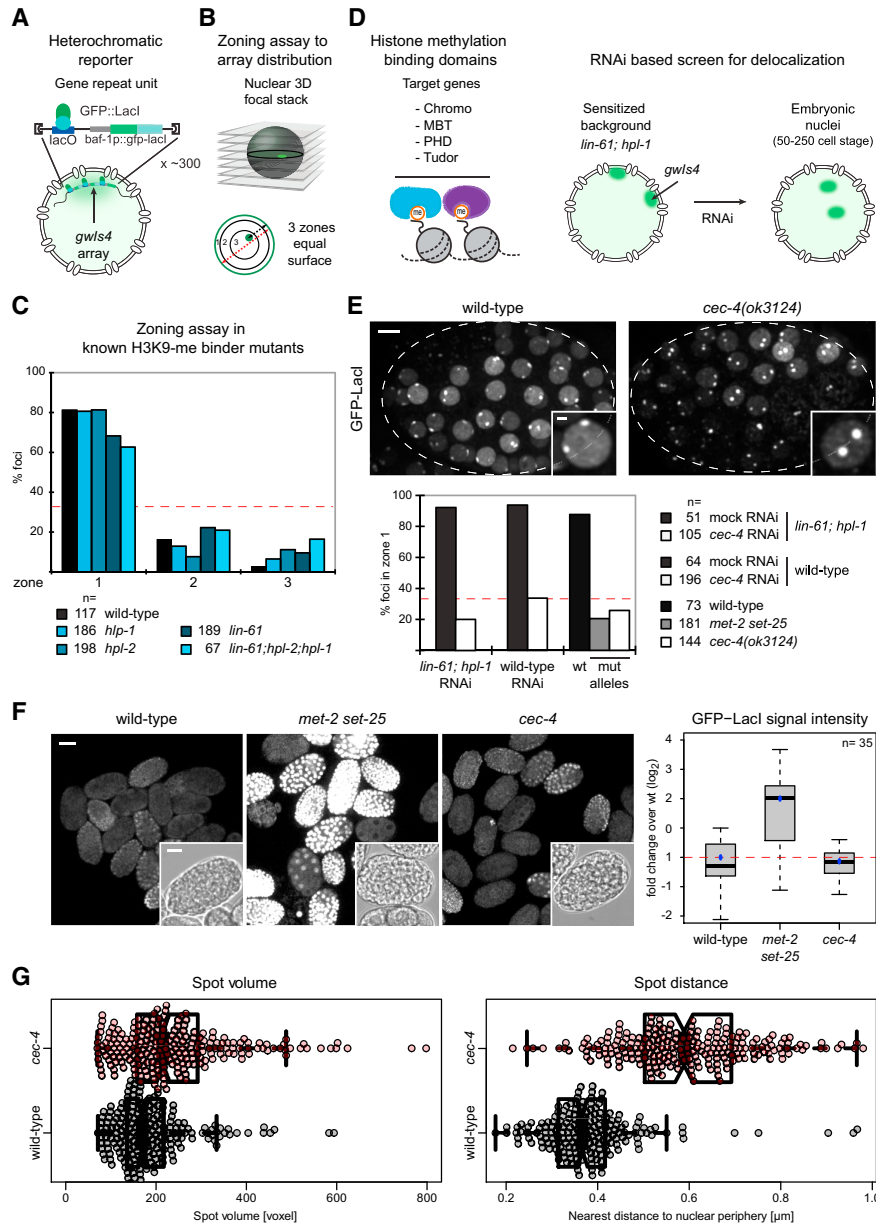 A
Heterochromatic
reporter
Gene repeat unit
GFP::LacI
lacO
baf-1p::gfp-lacI
x ~300
gwIs4
array
B
Zoning assay to
array distribution
Nuclear 3D
focal stack
1 2 3
3 zones
equal
surface
D
Histone methylation
binding domains
Target genes
- Chromo
- MBT
- PHD
- Tudor
me
me
RNAi based screen for delocalization
Sensitized
background
lin-61; hpl-1
gwIs4
RNAi
Embryonic
nuclei
(50-250 cell stage)
C
Zoning assay in
known H3K9-me binder mutants
% foci
100
80
60
40
20
zone
1
2
3
n=
117 wild-type
186 hlp-1
198 hpl-2
189 lin-61
67 lin-61;hpl-2;hpl-1
E
wild-type
cec-4(ok3124)
GFP-LacI
% foci in zone 1
100
80
60
40
20
lin-61; hpl-1
RNAi
wild-type
RNAi
wt
mut
alleles
n=
51 mock RNAi
105 cec-4 RNAi
lin-61; hpl-1
64 mock RNAi
196 cec-4 RNAi
wild-type
73 wild-type
181 met-2 set-25
144 cec-4(ok3124)
F
wild-type
met-2 set-25
cec-4
GFP−LacI signal intensity
n= 35
fold change over wt (log2)
4
2
0
1
-2
wild-type
met-2
set-25
cec-4
G
Spot volume
cec-4
wild-type
0
200
400
600
800
Spot volume [voxel]
Spot distance
cec-4
wild-type
0.2
0.4
0.6
0.8
1.0
Nearest distance to nuclear periphery [µm]